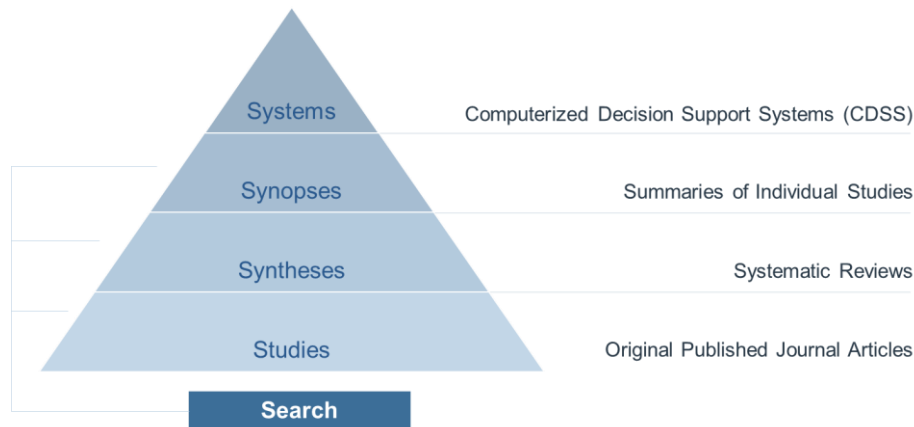 Systems
Computerized Decision Support Systems (CDSS)
Synopses
Summaries of Individual Studies
Syntheses
Systematic Reviews
Studies
Original Published Journal Articles
Search